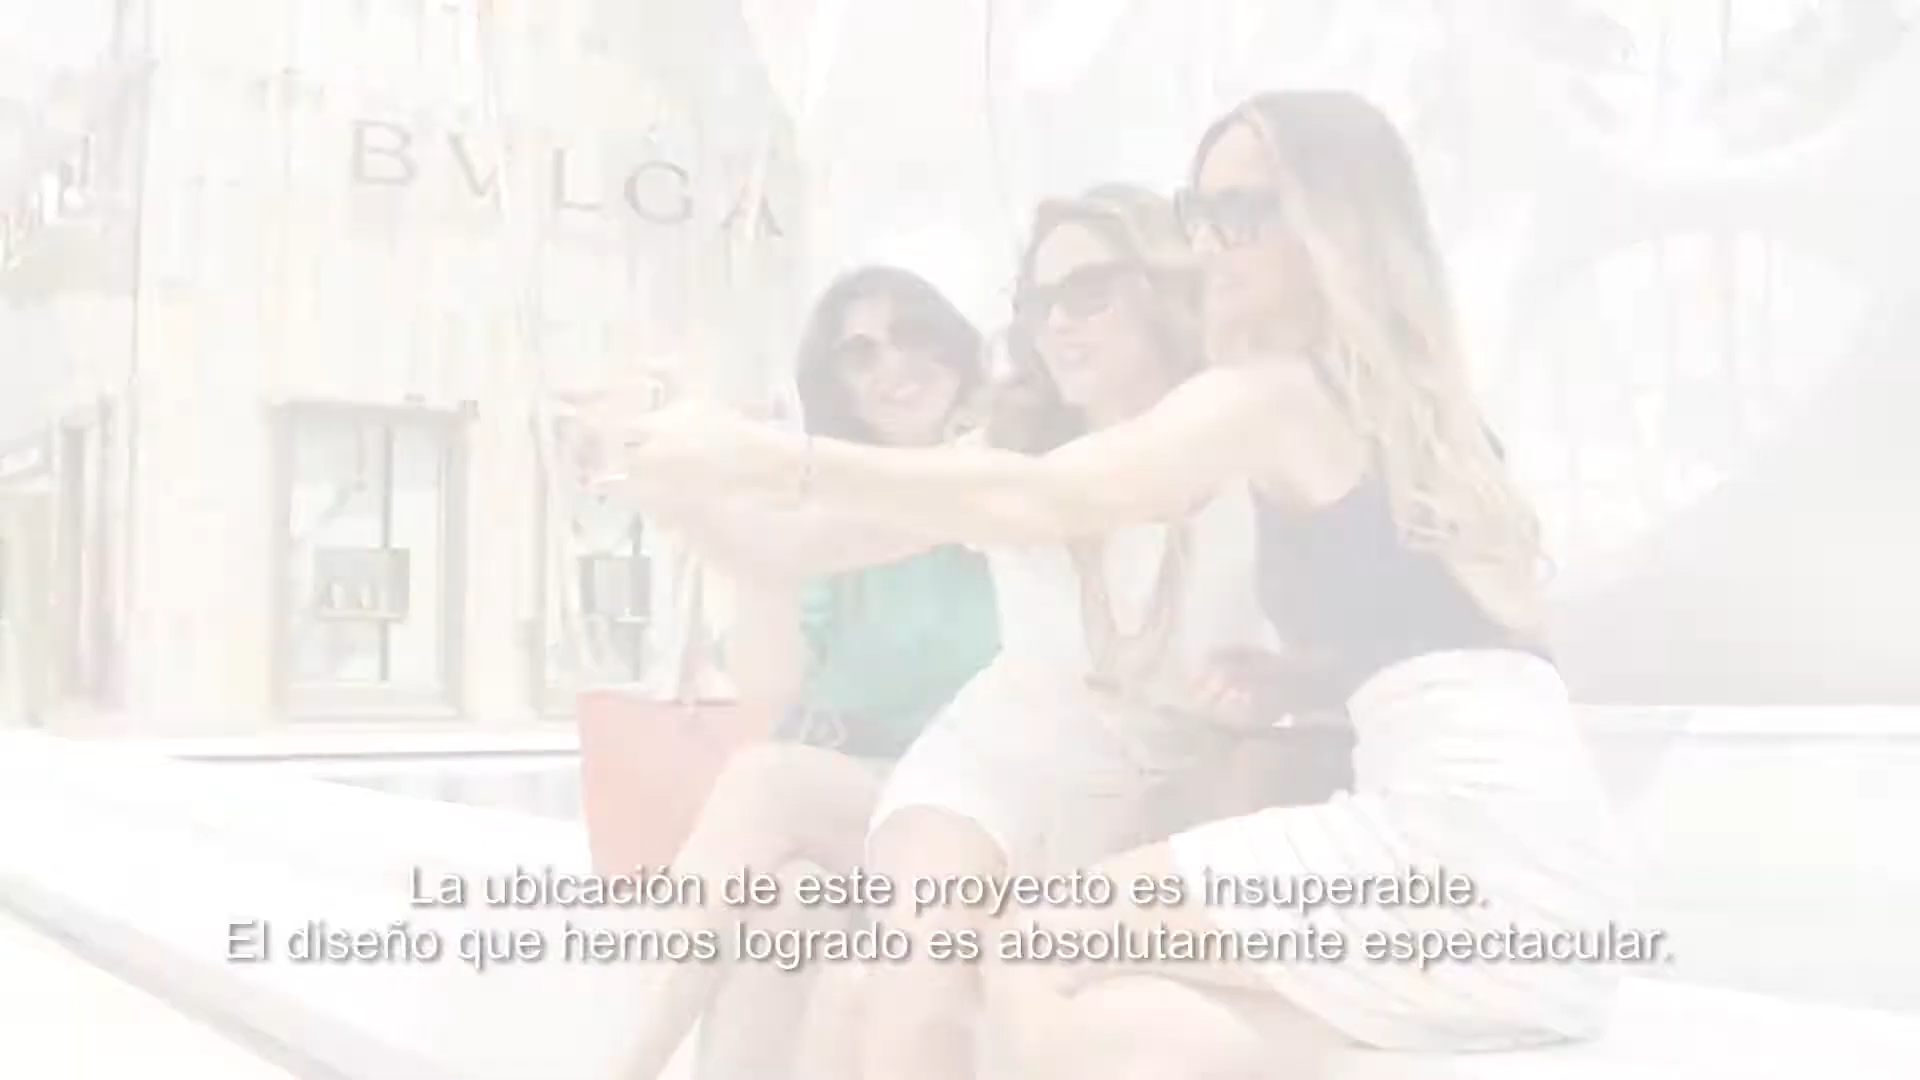 BVLGA
La ubicación de este proyecto es insuperable.
El diseño que hemos logrado es absolutamente espectacular.